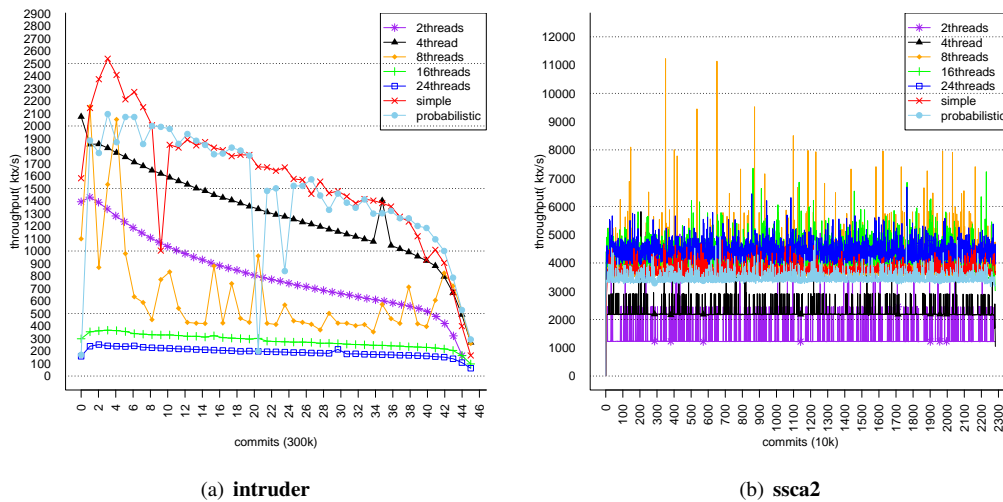 2900
2800
2700
2600
2500
2400
2300
2200
2100
2000
1900
1800
1700
1600
1500
1400
1300
1200
1100
1000
900
800
700
600
500
400
300
200
100
0
throughput( ktx/s)
0 2 4 6 8 10 12 14 16 18 20 22 24 26 28 30 32 34 36 38 40 42 44 46
commits (300k)
2threads
4thread
8threads
16threads
24threads
simple
probabilistic
(a) intruder
12000
11000
10000
9000
8000
7000
6000
5000
4000
3000
2000
1000
0
throughput( ktx/s)
0 100 200 300 400 500 600 700 800 900 1000 1100 1200 1300 1400 1500 1600 1700 1800 1900 2000 2100 2200 2300
commits (10k)
2threads
4thread
8threads
16threads
24threads
simple
probabilistic
(b) ssca2